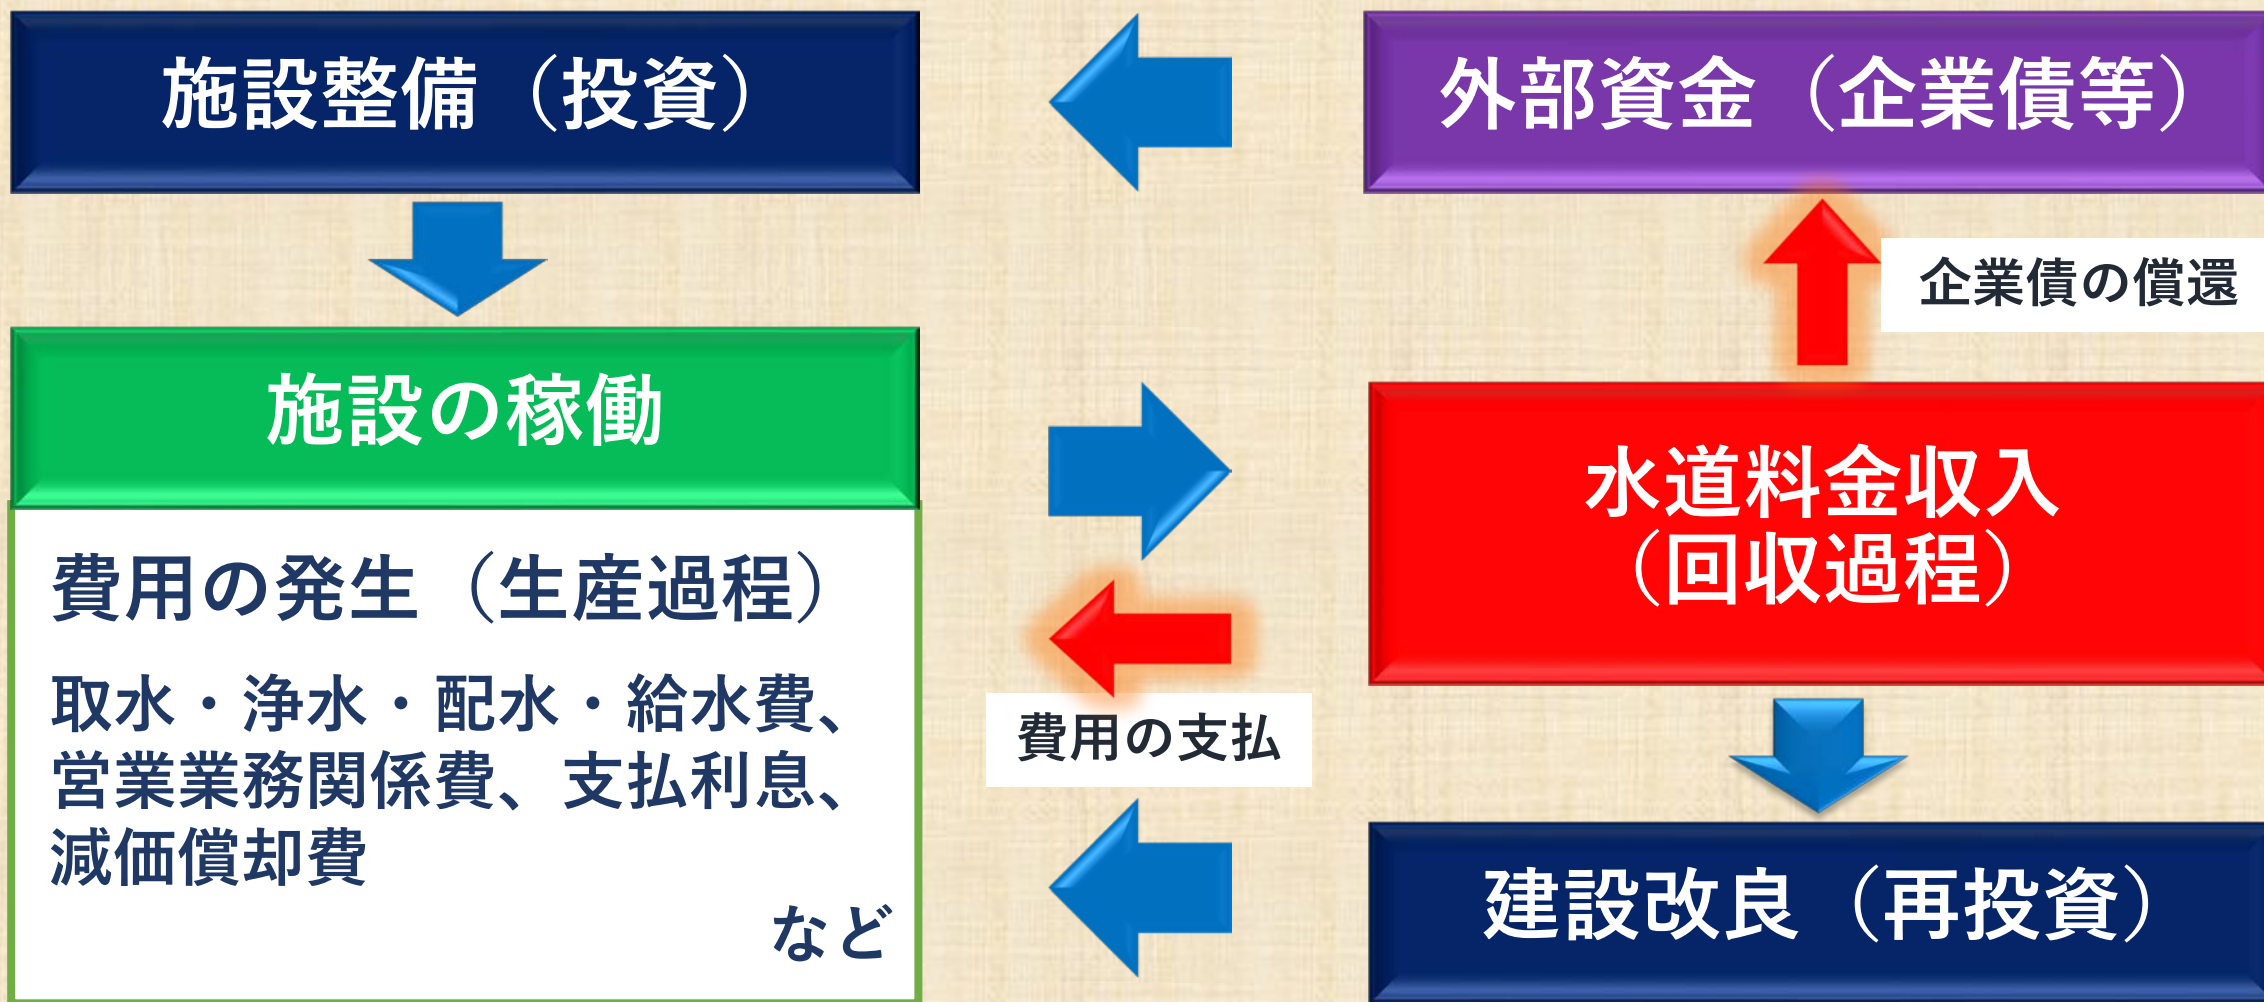 施設整備（投資）
外部資金（企業債等）
企業債の償還
施設の稼働
水道料金収入
（回収過程）
費用の発生（生産過程）
取水・浄水・配水・給水費、
営業業務関係費、支払利息、
減価償却費
など
費用の支払
建設改良（再投資）